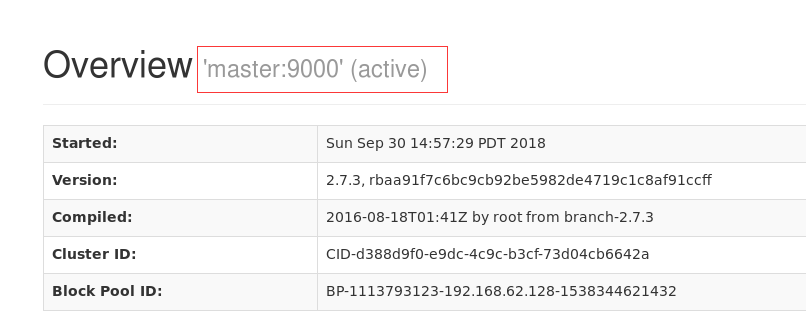 Overview 'master:9000' (active)
Started: Sun Sep 30 14:57:29 PDT 2018
Version: 2.7.3, rbaa91f7c6bc9cb92be5982de4719c1c8af91ccff
Compiled: 2016-08-18T01:41Z by root from branch-2.7.3
Cluster ID: CID-d388d9f0-e9dc-4c9c-b3cf-73d04cb6642a
Block Pool ID: BP-1113793123-192.168.62.128-1538344621432